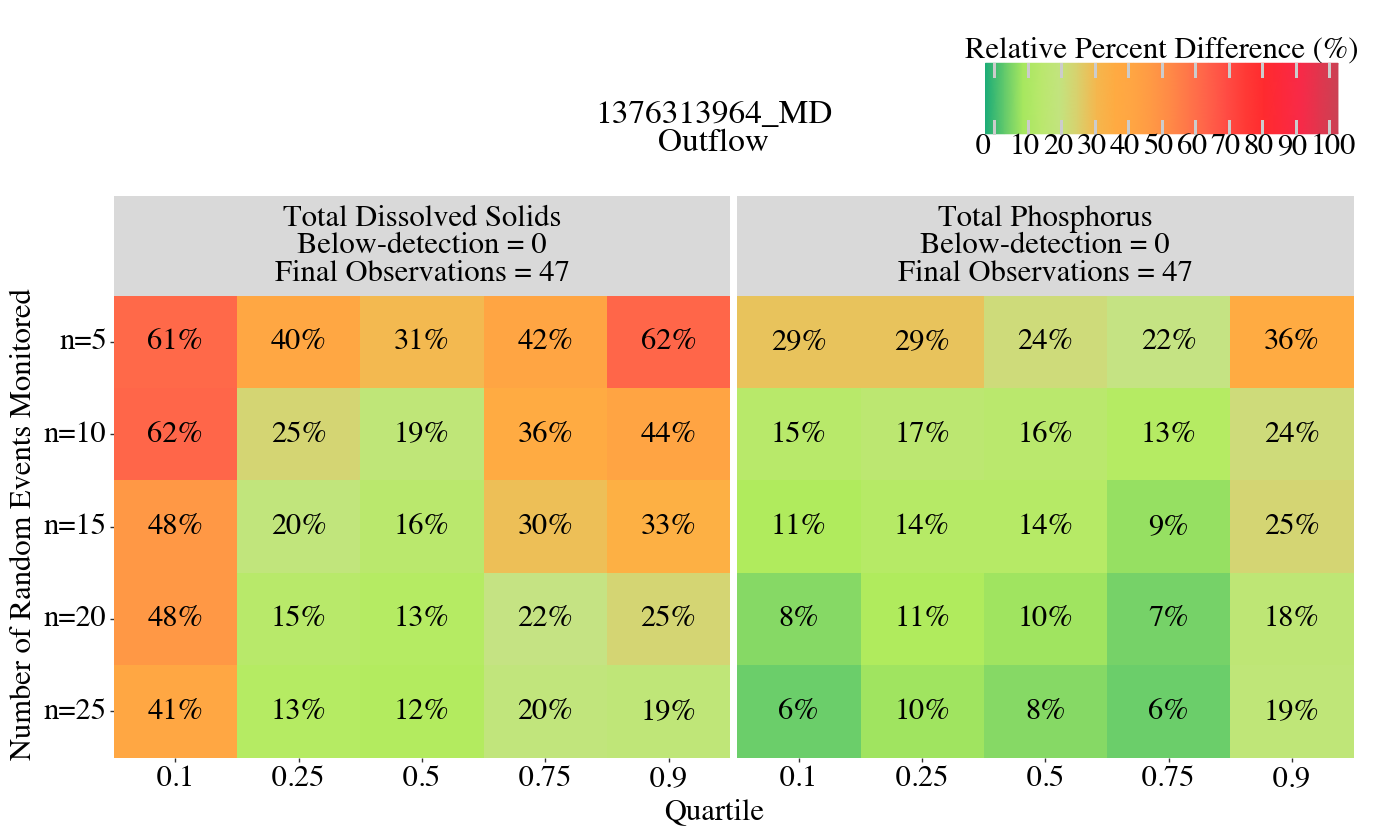 Relative Percent Difference (%)
0 10 20 30 40 50 60 70 80 90 100
1376313964_MD
Outflow
Total Dissolved Solids
Below-detection = 0
Final Observations = 47
Total Phosphorus
Below-detection = 0
Final Observations = 47
Number of Random Events Monitored
n=5 61% 40% 31% 42% 62% 29% 29% 24% 22% 36%
n=10 62% 25% 19% 36% 44% 15% 17% 16% 13% 24%
n=15 48% 20% 16% 30% 33% 11% 14% 14% 9% 25%
n=20 48% 15% 13% 22% 25% 8% 11% 10% 7% 18%
n=25 41% 13% 12% 20% 19% 6% 10% 8% 6% 19%
0.1 0.25 0.5 0.75 0.9 0.1 0.25 0.5 0.75 0.9
Quartile